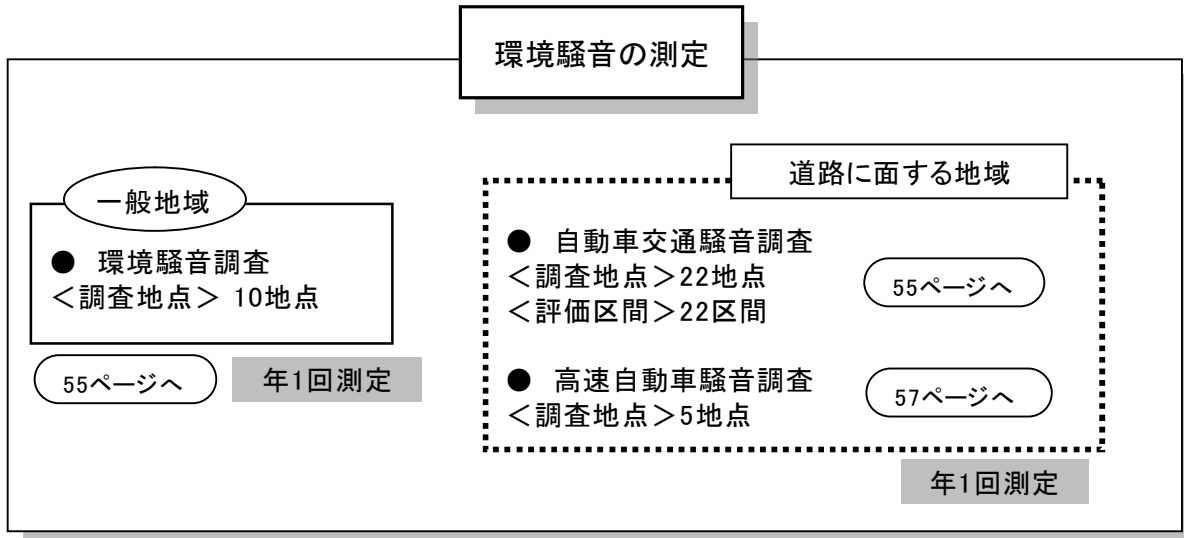 環境騒音の測定
一般地域
● 環境騒音調査
＜調査地点＞ 10地点
55ページへ
年1回測定
道路に面する地域
● 自動車交通騒音調査
＜調査地点＞22地点
＜評価区間＞22区間
55ページへ
● 高速自動車騒音調査
＜調査地点＞5地点
57ページへ
年1回測定